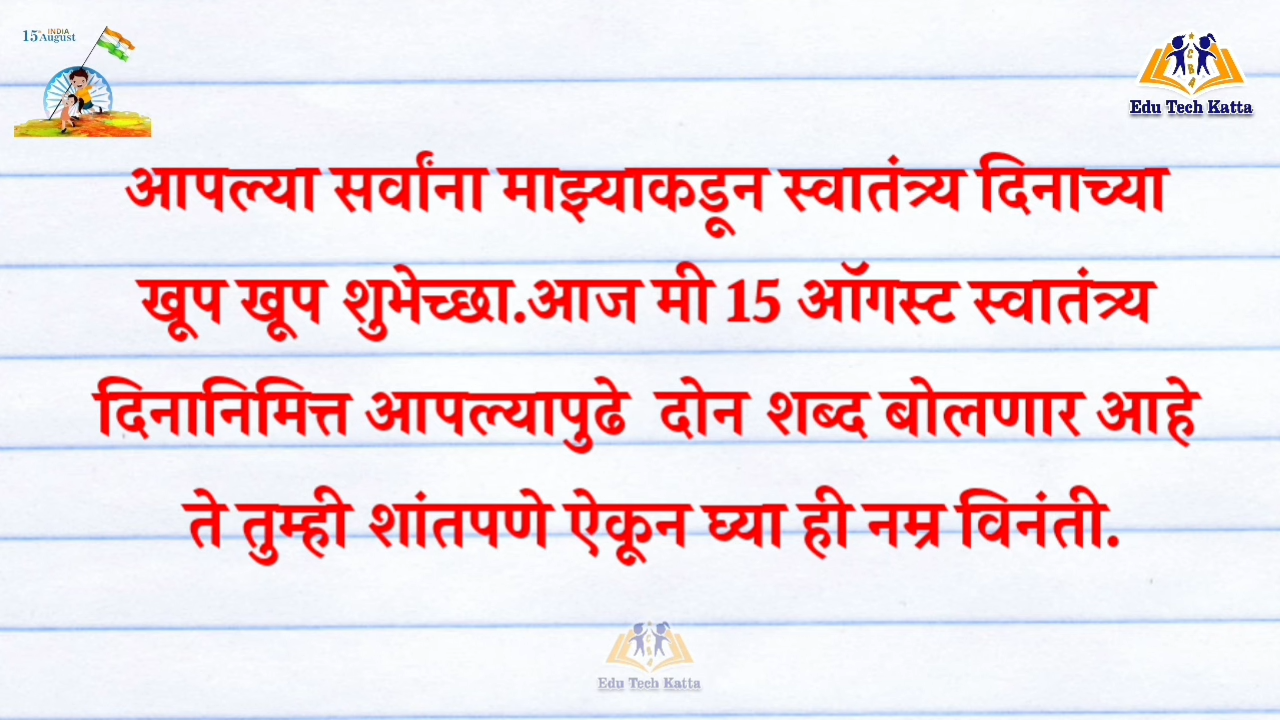 15th INDIA
August
Edu Tech Katta
आपल्या सर्वांना माझ्याकडून स्वातंत्र्य दिनाच्या
खूप खूप शुभेच्छा.आज मी 15 ऑगस्ट स्वातंत्र्य
दिनानिमित्त आपल्यापुढे दोन शब्द बोलणार आहे
ते तुम्ही शांतपणे ऐकून घ्या ही नम्र विनंती.
Edu Tech Katta